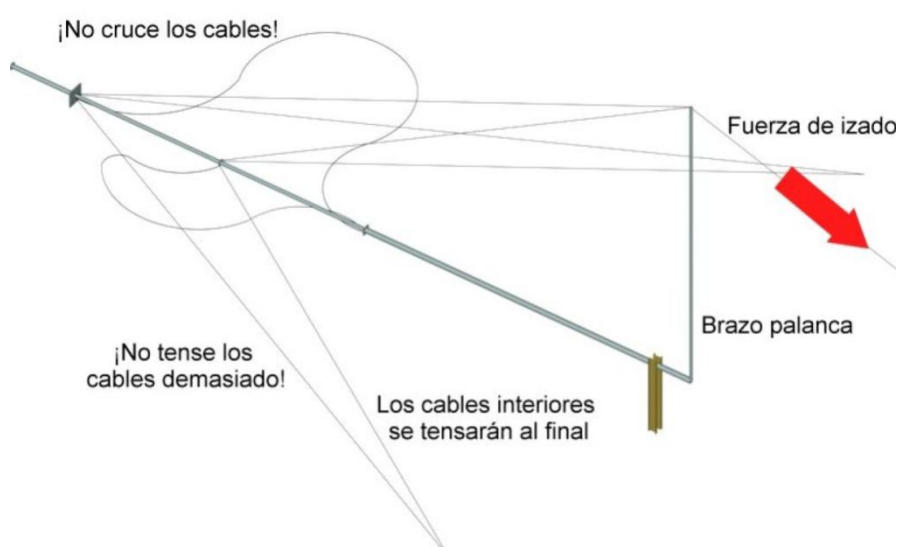 ¡No cruce los cables!
Fuerza de izado
Brazo palanca
¡No tense los
cables demasiado!
Los cables interiores
se tensarán al final